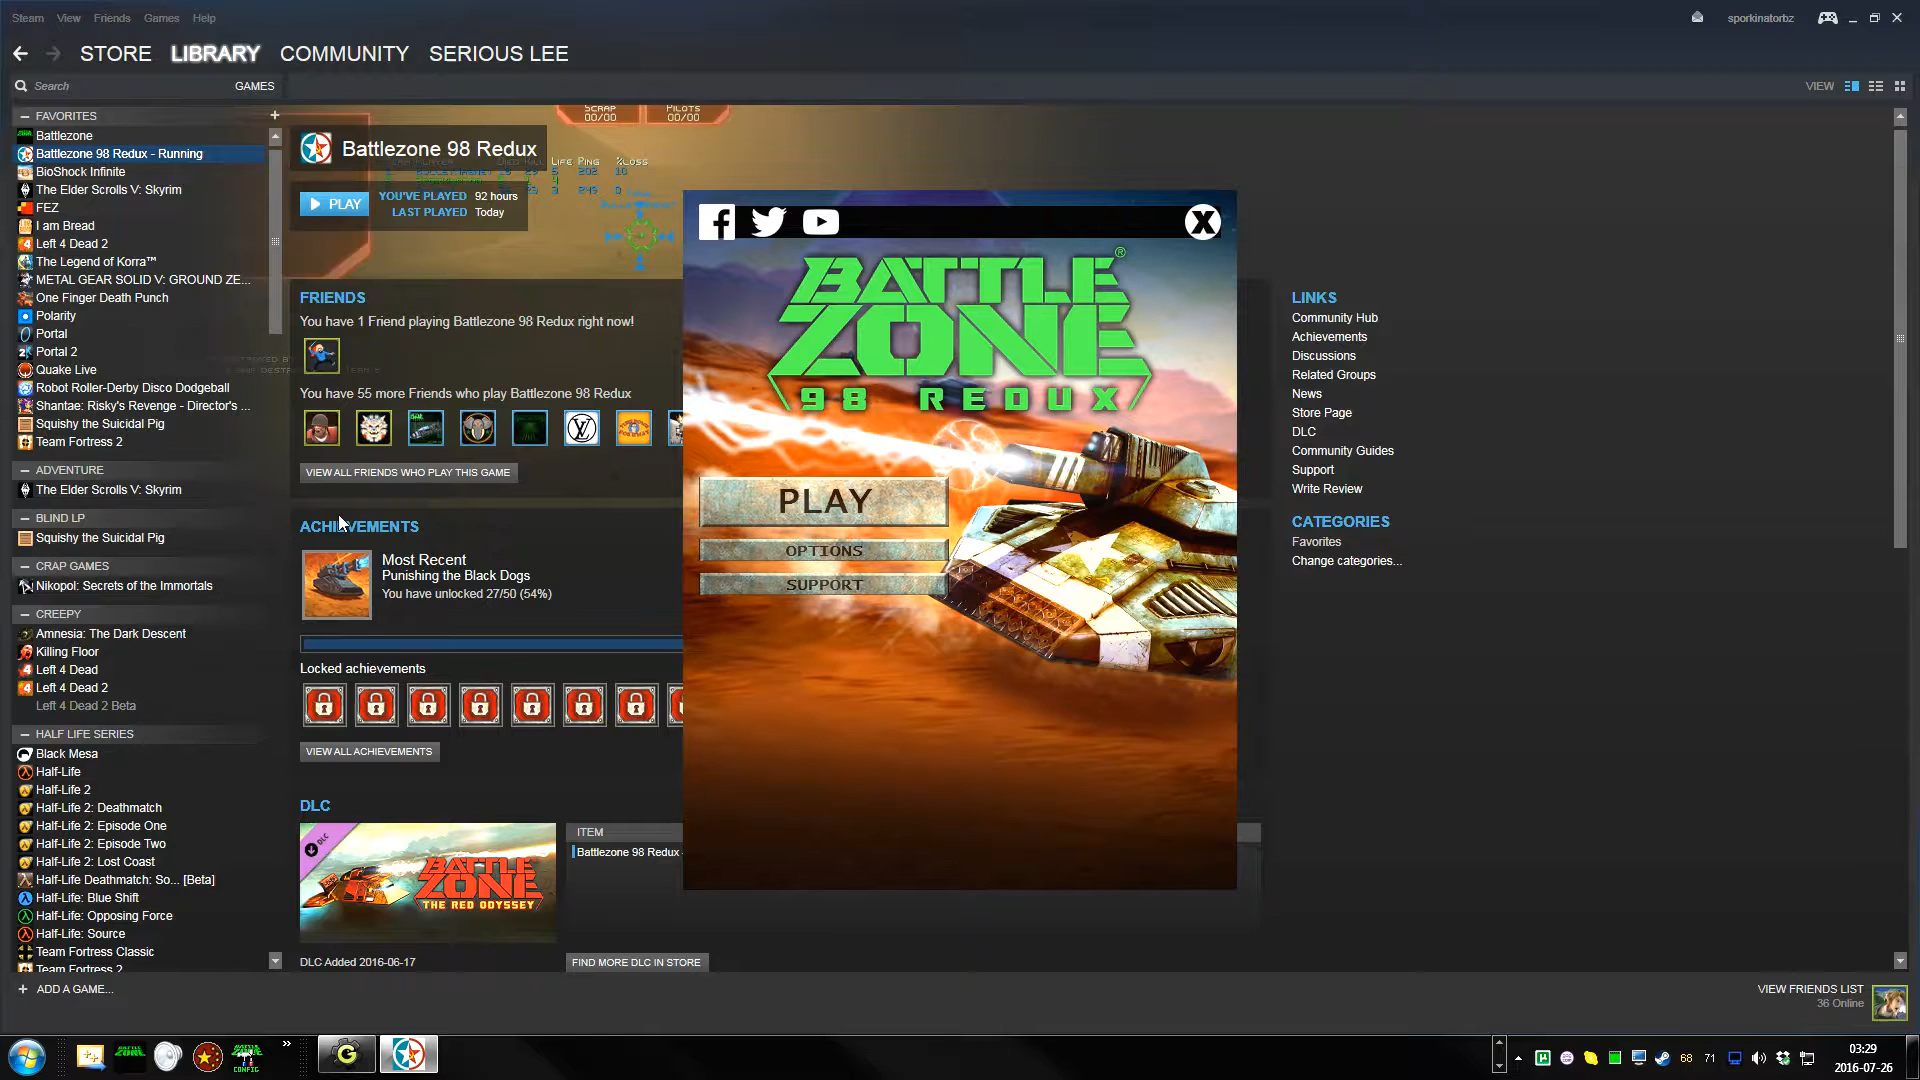 Steam View Friends Games Help
sporkinatorbz
STORE LIBRARY COMMUNITY SERIOUS LEE
Search
GAMES
VIEW
FAVORITES
Battlezone
Battlezone 98 Redux - Running
BioShock Infinite
The Elder Scrolls V: Skyrim
FEZ
I am Bread
Left 4 Dead 2
The Legend of Korra™
METAL GEAR SOLID V: GROUND ZE...
One Finger Death Punch
Polarity
Portal
Portal 2
Quake Live
Robot Roller-Derby Disco Dodgeball
Shantae: Risky's Revenge - Director's ...
Squishy the Suicidal Pig
Team Fortress 2
ADVENTURE
The Elder Scrolls V: Skyrim
BLIND LP
Squishy the Suicidal Pig
CRAP GAMES
Nikopol: Secrets of the Immortals
CREEPY
Amnesia: The Dark Descent
Killing Floor
Left 4 Dead
Left 4 Dead 2
Left 4 Dead 2 Beta
HALF LIFE SERIES
Black Mesa
Half-Life
Half-Life 2
Half-Life 2: Deathmatch
Half-Life 2: Episode One
Half-Life 2: Episode Two
Half-Life 2: Lost Coast
Half-Life Deathmatch: So... [Beta]
Half-Life: Blue Shift
Half-Life: Opposing Force
Half-Life: Source
Team Fortress Classic
Team Fortress 2
+ ADD A GAME...
SCRAP PILOTS
00/00 00/00
Battlezone 98 Redux
Life Ping %Loss
PLAY
YOU'VE PLAYED 92 hours
LAST PLAYED Today
FRIENDS
You have 1 Friend playing Battlezone 98 Redux right now!
You have 55 more Friends who play Battlezone 98 Redux
VIEW ALL FRIENDS WHO PLAY THIS GAME
ACHIEVEMENTS
Most Recent
Punishing the Black Dogs
You have unlocked 27/50 (54%)
Locked achievements
VIEW ALL ACHIEVEMENTS
DLC
DLC
BATTLE
ZONE
THE RED ODYSSEY
DLC Added 2016-06-17
ITEM
Battlezone 98 Redux -
FIND MORE DLC IN STORE
X
BATTLE ®
ZONE
98 REDUX
PLAY
OPTIONS
SUPPORT
LINKS
Community Hub
Achievements
Discussions
Related Groups
News
Store Page
DLC
Community Guides
Support
Write Review
CATEGORIES
Favorites
Change categories...
VIEW FRIENDS LIST
36 Online
BATTLE ZONE
BATTLE ZONE
CONFIG
68 71
03:29
2016-07-26